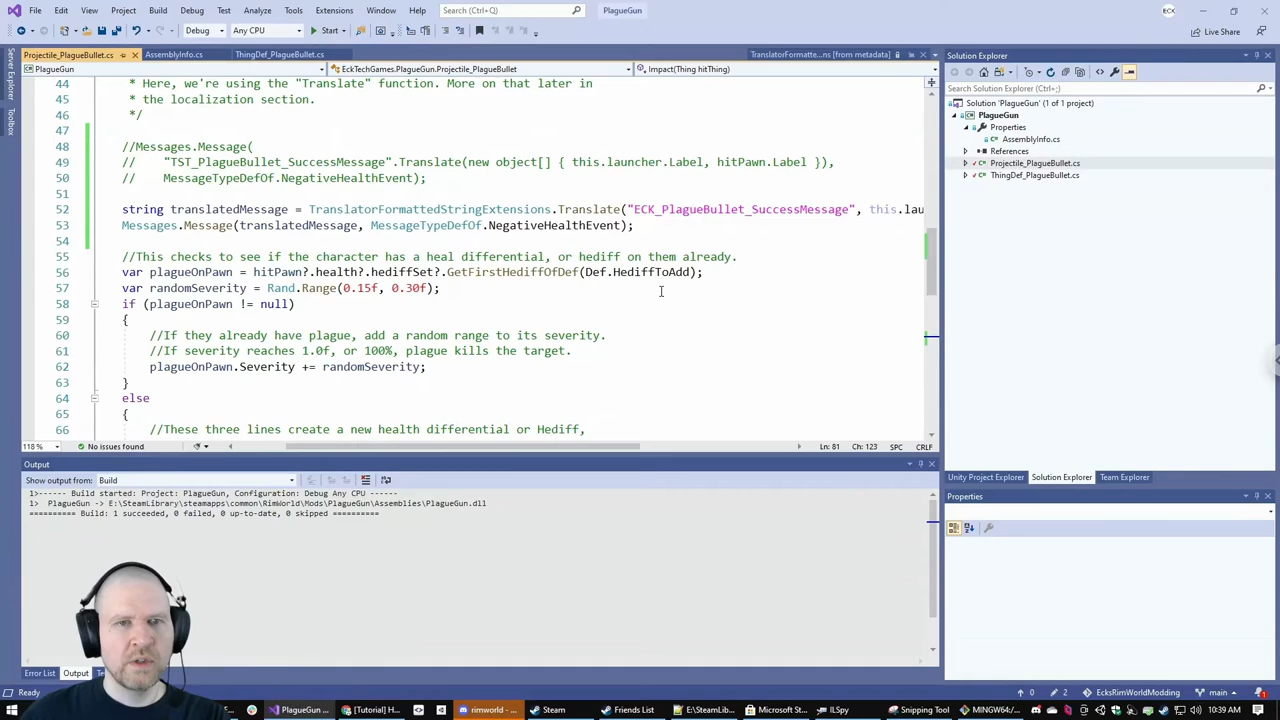 File Edit View Project Build Debug Test Analyze Tools Extensions Window Help Search (Ctrl+Q) PlagueGun ECK
Debug Any CPU Start Live Share
Projectile_PlagueBullet.cs AssemblyInfo.cs ThingDef_PlagueBullet.cs TranslatorFormatte...ns [from metadata]
PlagueGun EckTechGames.PlagueGun.Projectile_PlagueBullet Impact(Thing hitThing)
Server Explorer
Toolbox
44 * Here, we're using the "Translate" function. More on that later in
45 * the localization section.
46 */
47
48 //Messages.Message(
49 // "TST_PlagueBullet_SuccessMessage".Translate(new object[] { this.launcher.Label, hitPawn.Label }),
50 // MessageTypeDefOf.NegativeHealthEvent);
51
52 string translatedMessage = TranslatorFormattedStringExtensions.Translate("ECK_PlagueBullet_SuccessMessage", this.lau
53 Messages.Message(translatedMessage, MessageTypeDefOf.NegativeHealthEvent);
54
55 //This checks to see if the character has a heal differential, or hediff on them already.
56 var plagueOnPawn = hitPawn?.health?.hediffSet?.GetFirstHediffOfDef(Def.HediffToAdd);
57 var randomSeverity = Rand.Range(0.15f, 0.30f);
58 if (plagueOnPawn != null)
59 {
60 //If they already have plague, add a random range to its severity.
61 //If severity reaches 1.0f, or 100%, plague kills the target.
62 plagueOnPawn.Severity += randomSeverity;
63 }
64 else
65 {
66 //These three lines create a new health differential or Hediff,
118 % No issues found Ln: 81 Ch: 123 SPC CRLF
Output
Show output from: Build
1>------ Build started: Project: PlagueGun, Configuration: Debug Any CPU ------
1> PlagueGun -> E:\SteamLibrary\steamapps\common\RimWorld\Mods\PlagueGun\Assemblies\PlagueGun.dll
========== Build: 1 succeeded, 0 failed, 0 up-to-date, 0 skipped ==========
Error List Output
Solution Explorer
Search Solution Explorer (Ctrl+;)
Solution 'PlagueGun' (1 of 1 project)
PlagueGun
Properties
AssemblyInfo.cs
References
Projectile_PlagueBullet.cs
ThingDef_PlagueBullet.cs
Unity Project Explorer Solution Explorer Team Explorer
Properties
Ready 0 2 EcksRimWorldModding main 1
PlagueGun ... [Tutorial] H... rimworld - ... Steam Friends List E:\SteamLib... Microsoft St... ILSpy Snipping Tool MINGW64:/... 10:39 AM